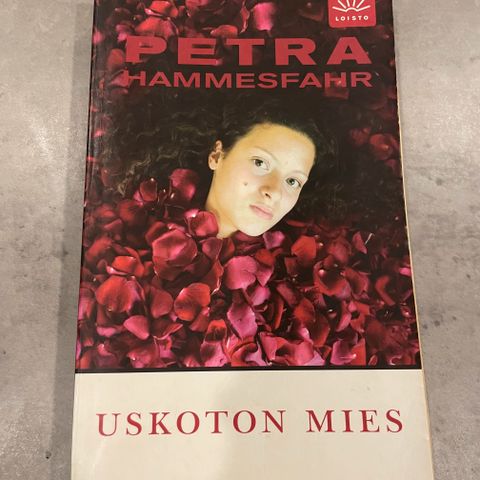 LOISTO
PETRA
HAMMESFAHR
USKOTON MIES